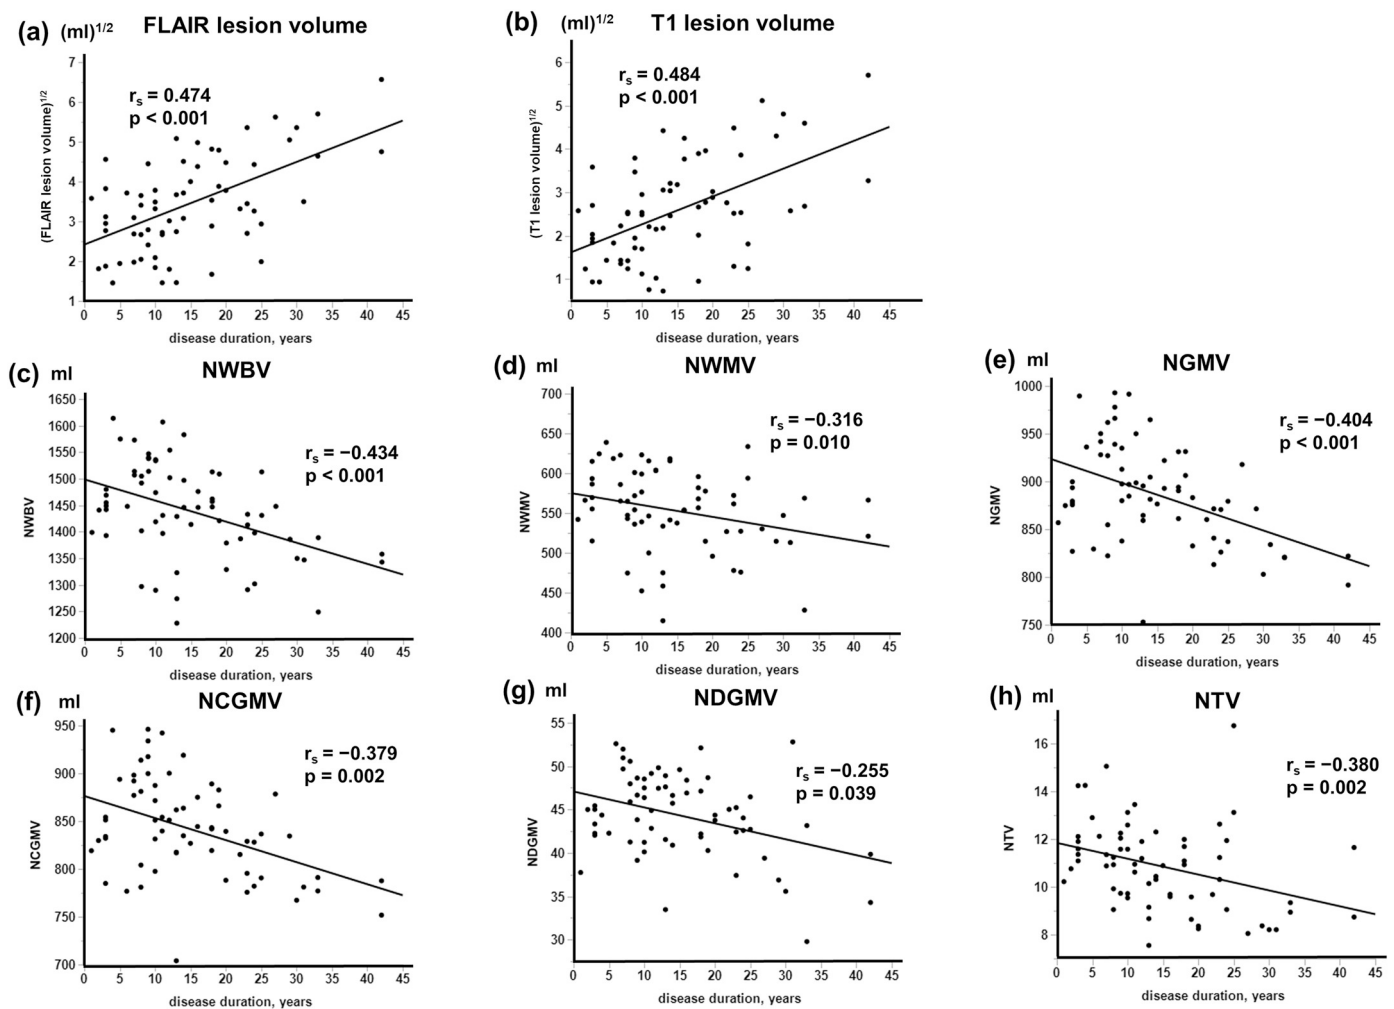 (a) (ml)1/2 FLAIR lesion volume
rs = 0.474
p < 0.001
(FLAIR lesion volume)1/2
7
6
5
4
3
2
1
0 5 10 15 20 25 30 35 40 45
disease duration, years
(b) (ml)1/2 T1 lesion volume
rs = 0.484
p < 0.001
(T1 lesion volume)1/2
6
5
4
3
2
1
0 5 10 15 20 25 30 35 40 45
disease duration, years
(c) ml NWBV
rs = −0.434
p < 0.001
NWBV
1650
1600
1550
1500
1450
1400
1350
1300
1250
1200
0 5 10 15 20 25 30 35 40 45
disease duration, years
(d) ml NWMV
rs = −0.316
p = 0.010
NWMV
700
650
600
550
500
450
400
0 5 10 15 20 25 30 35 40 45
disease duration, years
(e) ml NGMV
rs = −0.404
p < 0.001
NGMV
1000
950
900
850
800
750
0 5 10 15 20 25 30 35 40 45
disease duration, years
(f) ml NCGMV
rs = −0.379
p = 0.002
NCGMV
950
900
850
800
750
700
0 5 10 15 20 25 30 35 40 45
disease duration, years
(g) ml NDGMV
rs = −0.255
p = 0.039
NDGMV
55
50
45
40
35
30
0 5 10 15 20 25 30 35 40 45
disease duration, years
(h) ml NTV
rs = −0.380
p = 0.002
NTV
16
14
12
10
8
0 5 10 15 20 25 30 35 40 45
disease duration, years